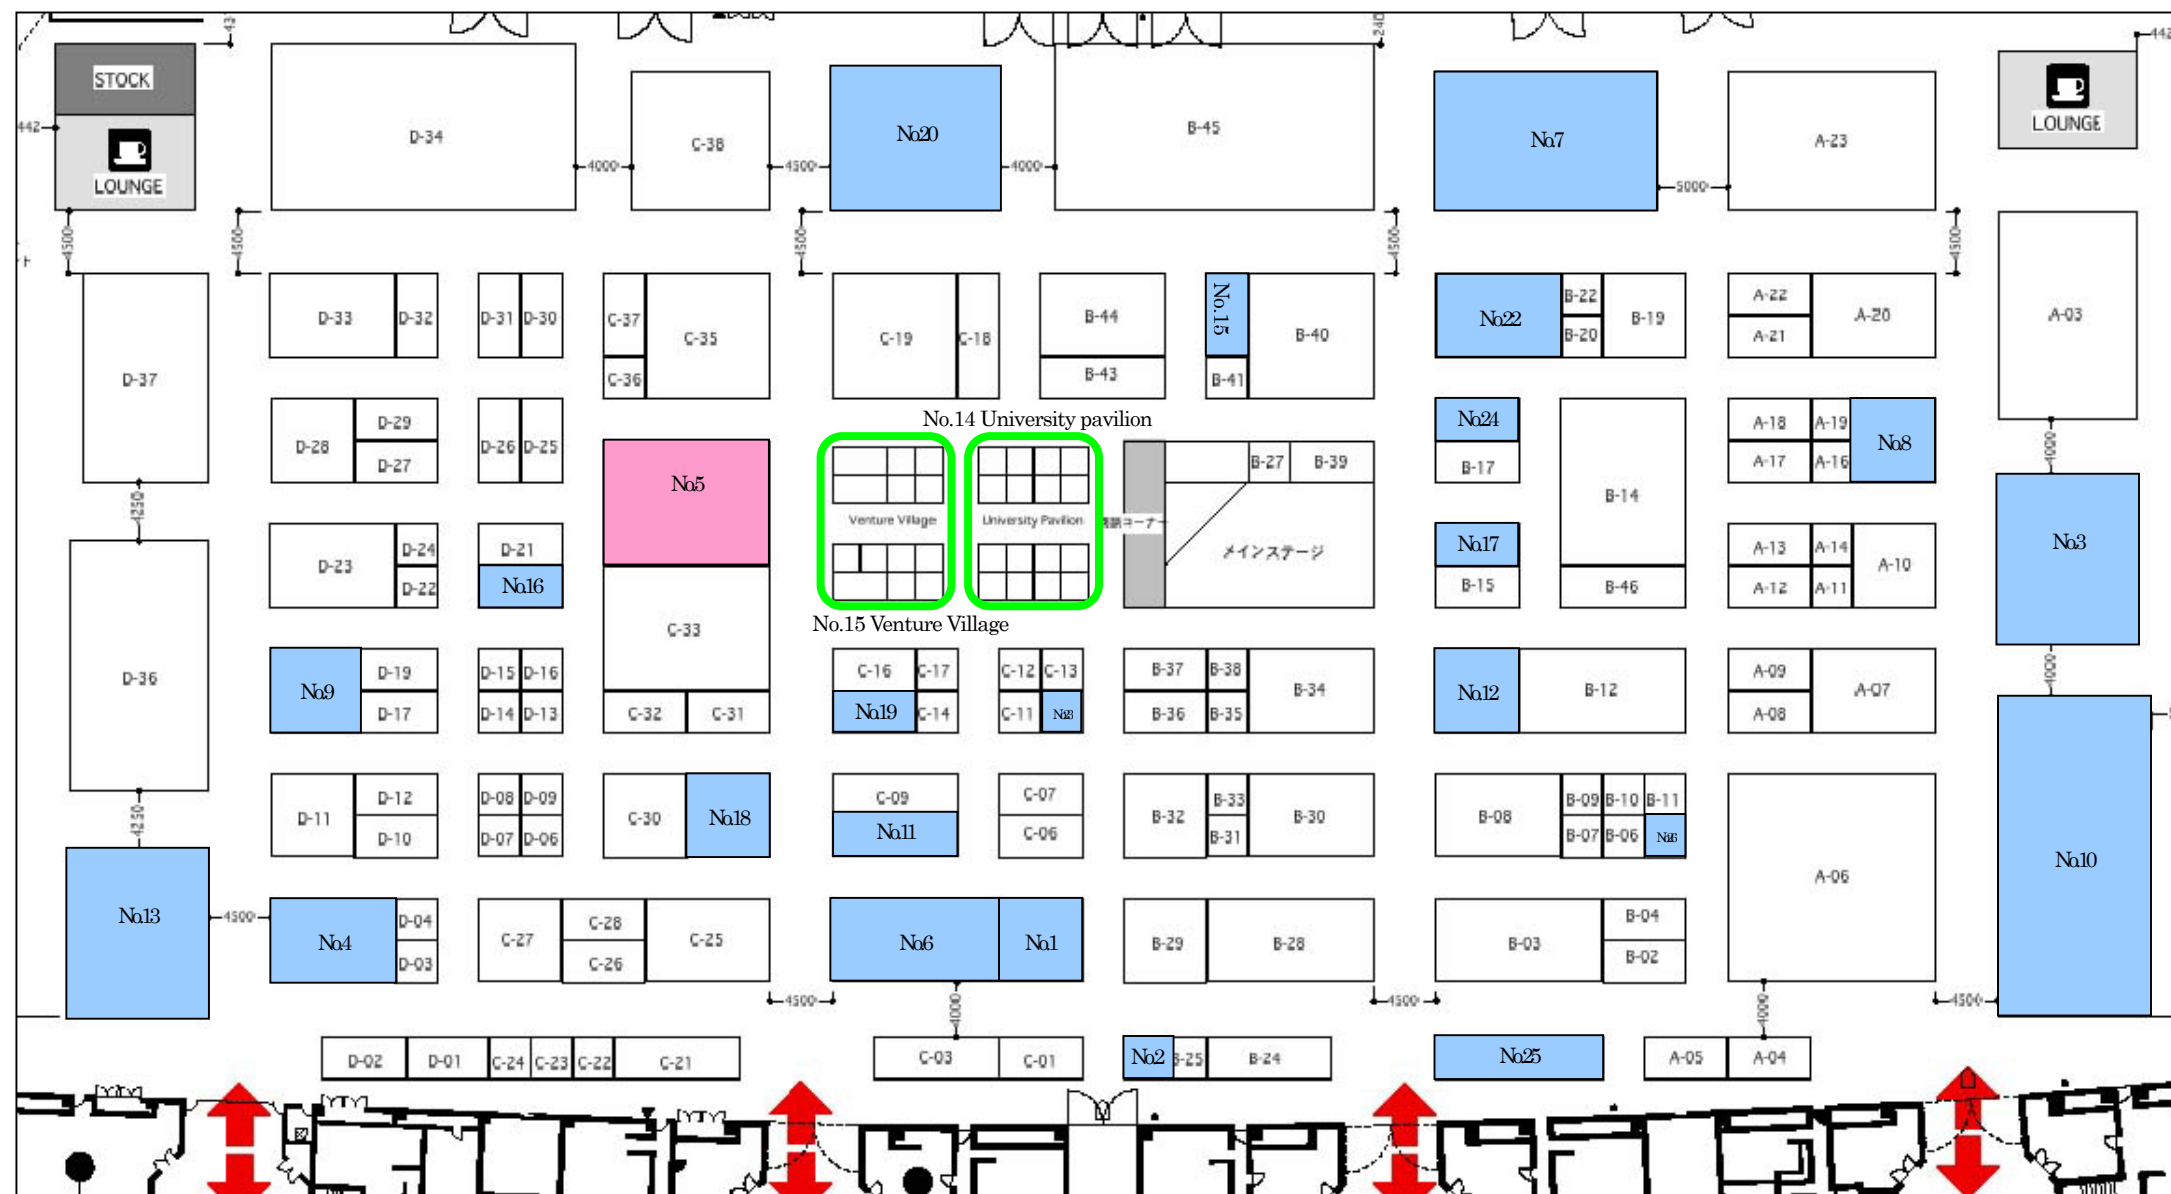 STOCK
LOUNGE
442
4500
D-34
4000
C-38
4500
No.20
4000
B-45
240
No.7
5000
A-23
LOUNGE
442
4500
4500
4500
4500
D-37
D-33
D-32
D-31
D-30
C-37
C-36
C-35
C-19
C-18
B-44
B-43
No.15
B-41
B-40
No.22
B-22
B-20
B-19
A-22
A-21
A-20
A-03
D-28
D-29
D-27
D-26
D-25
No.5
No.14 University pavilion
Venture Village
University Pavilion
No.15 Venture Village
B-27
B-39
メインステージ
No.24
B-17
B-14
A-18
A-19
A-17
A-16
No.8
4000
4250
D-36
D-23
D-24
D-22
D-21
No.16
C-33
No.17
B-15
B-46
A-13
A-14
A-12
A-11
A-10
No.3
4000
No.9
D-19
D-17
D-15
D-16
D-14
D-13
C-32
C-31
C-16
C-17
No.19
C-14
C-12
C-13
C-11
No.23
B-37
B-38
B-36
B-35
B-34
No.12
B-12
A-09
A-08
A-07
4250
D-11
D-12
D-10
D-08
D-09
D-07
D-06
C-30
No.18
C-09
No.11
C-07
C-06
B-32
B-33
B-31
B-30
B-08
B-09
B-10
B-11
B-07
B-06
No.26
A-06
No.10
No.13
4500
No.4
D-04
D-03
C-27
C-28
C-26
C-25
No.6
No.1
B-29
B-28
B-03
B-04
B-02
4500
4000
4500
4000
4500
D-02
D-01
C-24
C-23
C-22
C-21
C-03
C-01
No.2
B-25
B-24
No.25
A-05
A-04